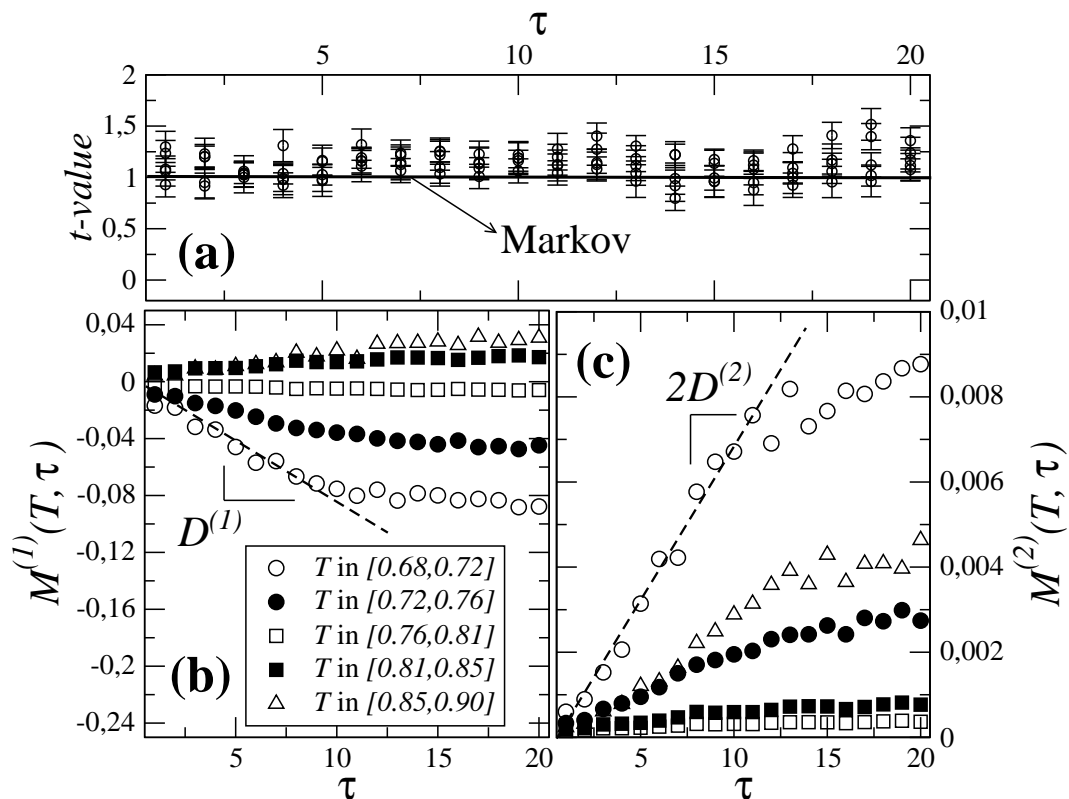 τ
5 10 15 20
2
1,5
1
0,5
0
t-value
Markov
(a)
0,04
0
-0,04
-0,08
-0,12
-0,16
-0,2
-0,24
M(1)(T, τ)
D(1)
T in [0.68,0.72]
T in [0.72,0.76]
T in [0.76,0.81]
T in [0.81,0.85]
T in [0.85,0.90]
(b)
5 10 15 20
τ
(c)
2D(2)
0,01
0,008
0,006
0,004
0,002
0
M(2)(T, τ)
5 10 15 20
τ